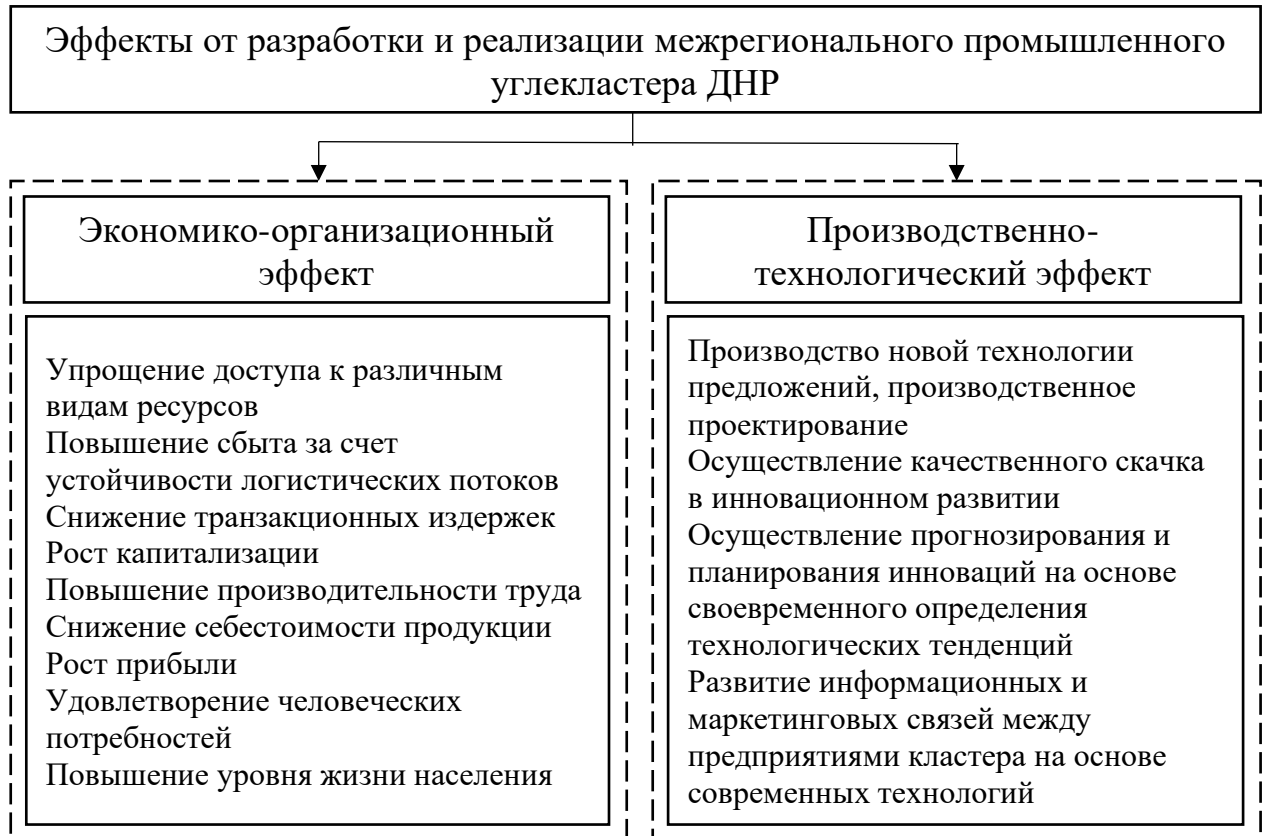 Эффекты от разработки и реализации межрегионального промышленного
углекластера ДНР
Экономико-организационный
эффект
Упрощение доступа к различным
видам ресурсов
Повышение сбыта за счет
устойчивости логистических потоков
Снижение транзакционных издержек
Рост капитализации
Повышение производительности труда
Снижение себестоимости продукции
Рост прибыли
Удовлетворение человеческих
потребностей
Повышение уровня жизни населения
Производственно-
технологический эффект
Производство новой технологии
предложений, производственное
проектирование
Осуществление качественного скачка
в инновационном развитии
Осуществление прогнозирования и
планирования инноваций на основе
своевременного определения
технологических тенденций
Развитие информационных и
маркетинговых связей между
предприятиями кластера на основе
современных технологий